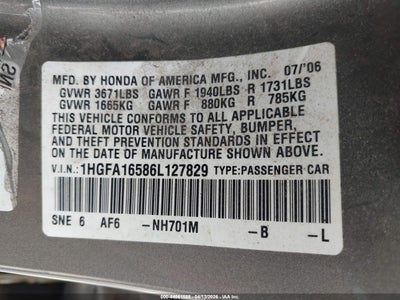 MFD. BY HONDA OF AMERICA MFG., INC. 07/'06
GVWR 3671LBS GAWR F 1940LBS R 1731LBS
GVWR 1665KG GAWR F 880KG R 785KG
THIS VEHICLE CONFORMS TO ALL APPLICABLE
FEDERAL MOTOR VEHICLE SAFETY, BUMPER,
AND THEFT PREVENTION STANDARDS IN EFFECT
ON THE DATE OF MANUFACTURE SHOWN ABOVE.
V.I.N.:1HGFA16586L127829 TYPE:PASSENGER CAR
SNE 6 AF6 -NH701M -B -L